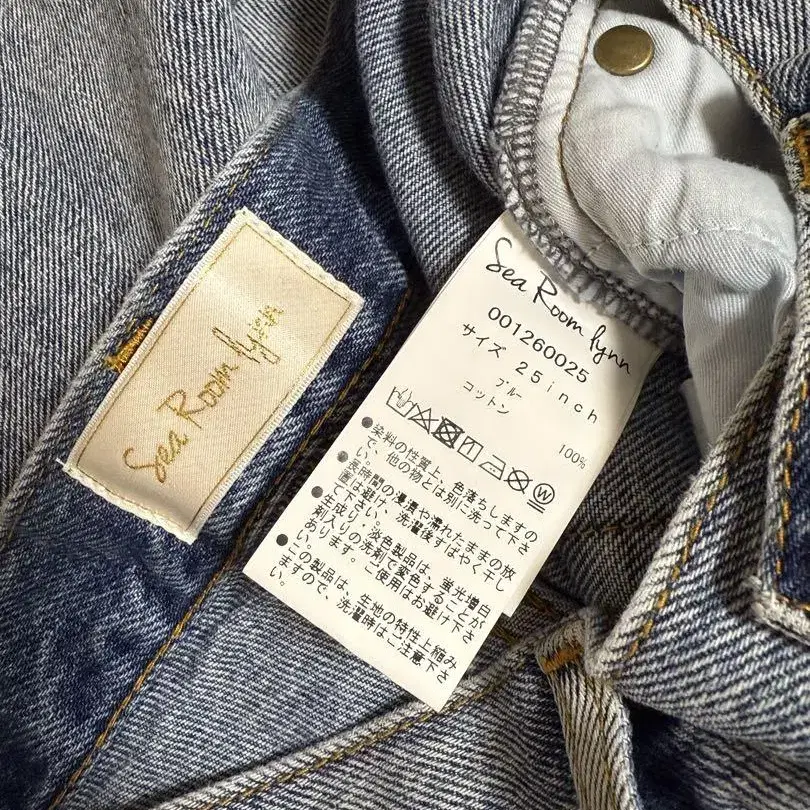 Sea Room lynn
Sea Room lynn
001260025
サイズ 25inch
ブルー
コットン 100%
●染料の性質上、色落ちしますの
で、他の物とは別に洗って下さ
い。
●長時間の浸漬や濡れたままの放
置は避け、洗濯後すばやく干し
て下さい。
●生成り、淡色製品は、蛍光増白
剤入りの洗剤で変色することが
あります。ご使用はお避け下さ
い。
●この製品は、生地の特性上縮み
ますので、洗濯時はご注意下さ
い。